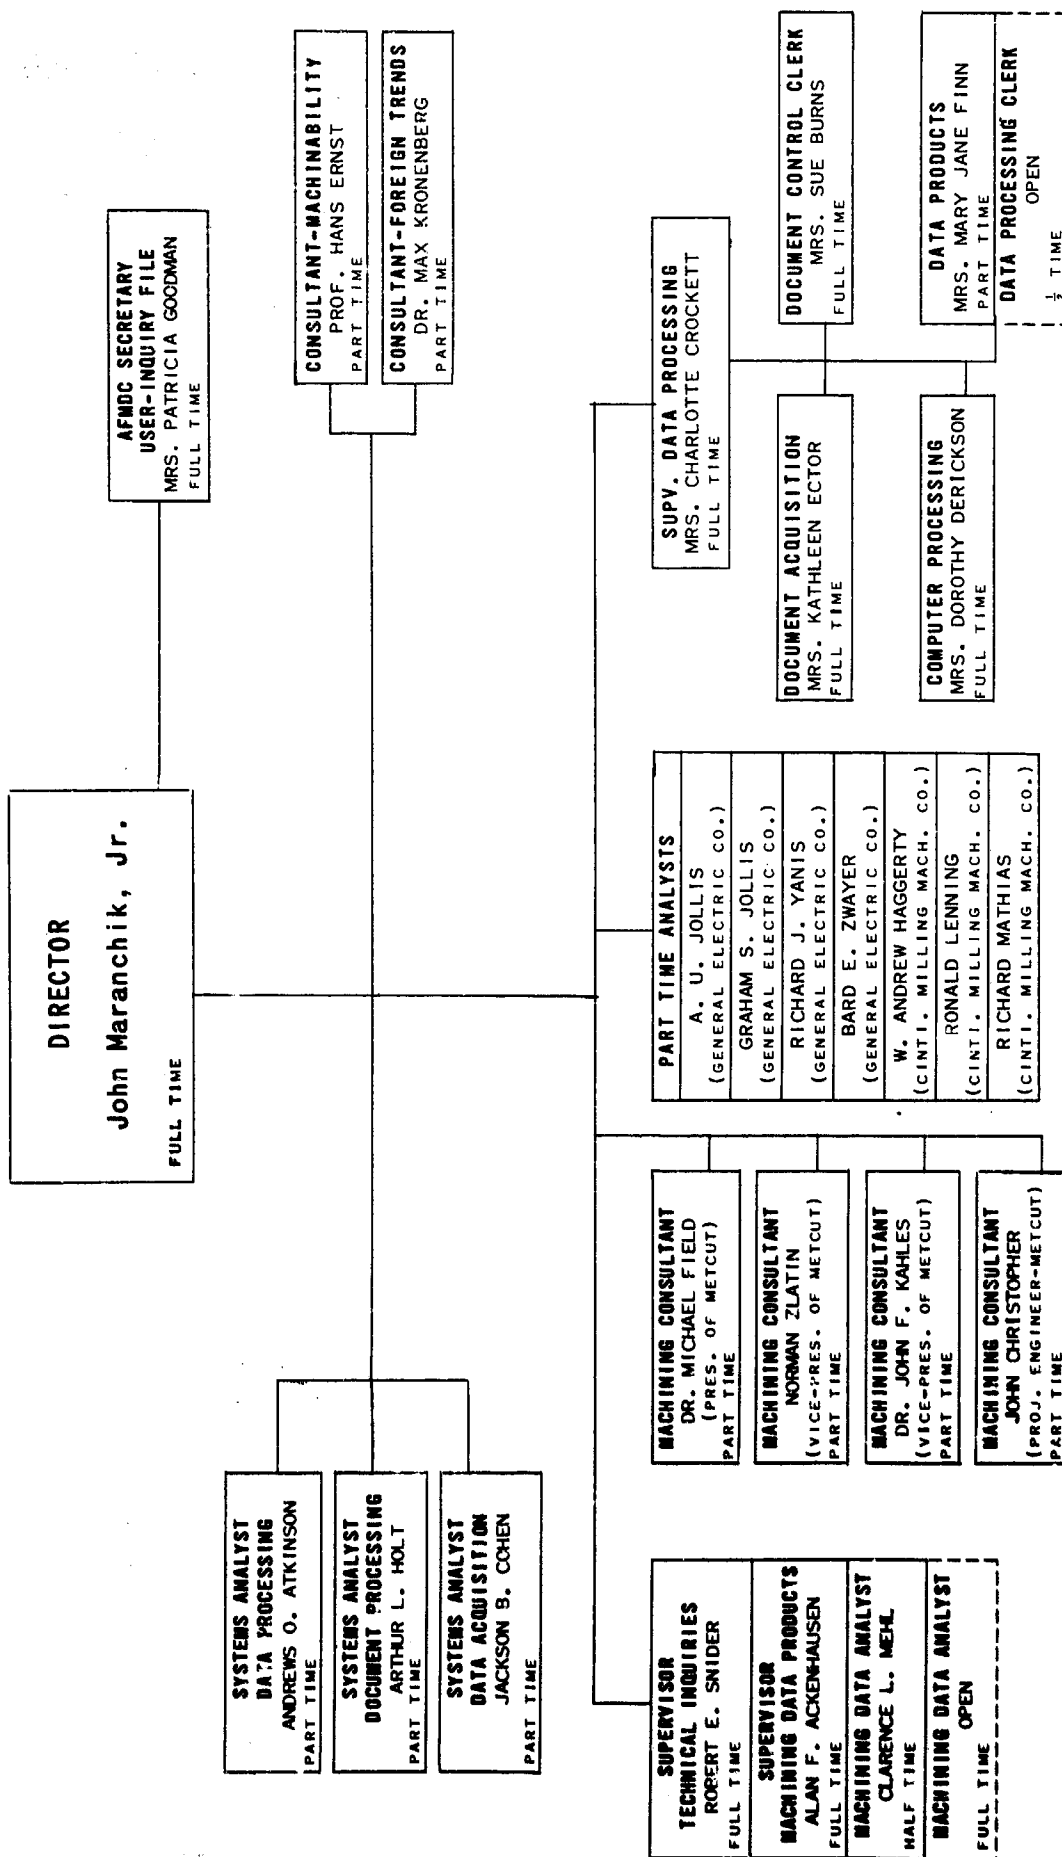 DIRECTOR
John Maranchik, Jr.
FULL TIME
AFMDC SECRETARY
USER-INQUIRY FILE
MRS. PATRICIA GOODMAN
FULL TIME
SYSTEMS ANALYST
DATA PROCESSING
ANDREWS O. ATKINSON
PART TIME
SYSTEMS ANALYST
DOCUMENT PROCESSING
ARTHUR L. HOLT
PART TIME
SYSTEMS ANALYST
DATA ACQUISITION
JACKSON B. COHEN
PART TIME
CONSULTANT-MACHINABILITY
PROF. HANS ERNST
PART TIME
CONSULTANT-FOREIGN TRENDS
DR. MAX KRONENBERG
PART TIME
SUPERVISOR
TECHNICAL INQUIRIES
ROBERT E. SNIDER
FULL TIME
SUPERVISOR
MACHINING DATA PRODUCTS
ALAN F. ACKENHAUSEN
FULL TIME
MACHINING DATA ANALYST
CLARENCE L. MEHL
HALF TIME
MACHINING DATA ANALYST
OPEN
FULL TIME
MACHINING CONSULTANT
DR. MICHAEL FIELD
(PRES. OF METCUT)
PART TIME
MACHINING CONSULTANT
NORMAN ZLATIN
(VICE-PRES. OF METCUT)
PART TIME
MACHINING CONSULTANT
DR. JOHN F. KAHLES
(VICE-PRES. OF METCUT)
PART TIME
MACHINING CONSULTANT
JOHN CHRISTOPHER
(PROJ. ENGINEER-METCUT)
PART TIME
PART TIME ANALYSTS
A. U. JOLLIS
(GENERAL ELECTRIC CO.)
GRAHAM S. JOLLIS
(GENERAL ELECTRIC CO.)
RICHARD J. YANIS
(GENERAL ELECTRIC CO.)
BARD E. ZWAYER
(GENERAL ELECTRIC CO.)
W. ANDREW HAGGERTY
(CINTI. MILLING MACH. CO.)
RONALD LENNING
(CINTI. MILLING MACH. CO.)
RICHARD MATHIAS
(CINTI. MILLING MACH. CO.)
SUPV. DATA PROCESSING
MRS. CHARLOTTE CROCKETT
FULL TIME
DOCUMENT ACQUISITION
MRS. KATHLEEN ECTOR
FULL TIME
DOCUMENT CONTROL CLERK
MRS. SUE BURNS
FULL TIME
COMPUTER PROCESSING
MRS. DOROTHY DERICKSON
FULL TIME
DATA PRODUCTS
MRS. MARY JANE FINN
PART TIME
DATA PROCESSING CLERK
OPEN
½ TIME